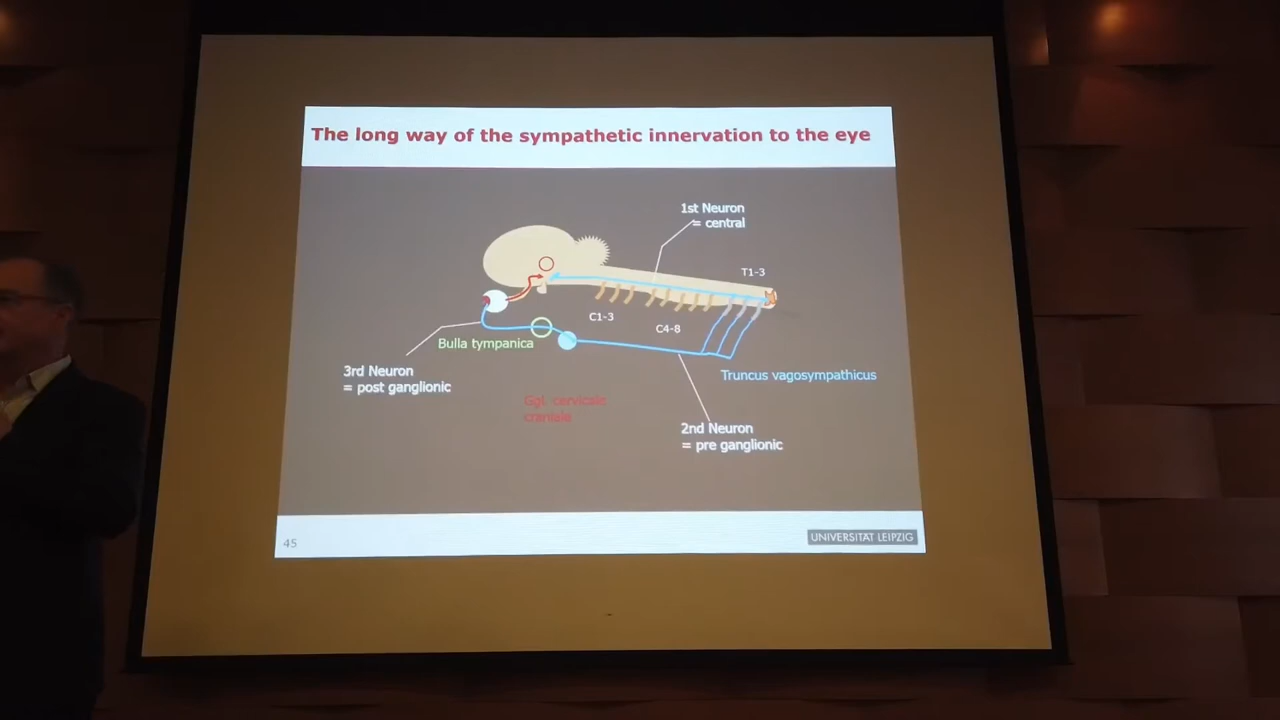 The long way of the sympathetic innervation to the eye
1st Neuron
= central
T1-3
C1-3
C4-8
Bulla tympanica
3rd Neuron
= post ganglionic
Truncus vagosympathicus
Ggl. cervicale
craniale
2nd Neuron
= pre ganglionic
45
UNIVERSITÄT LEIPZIG